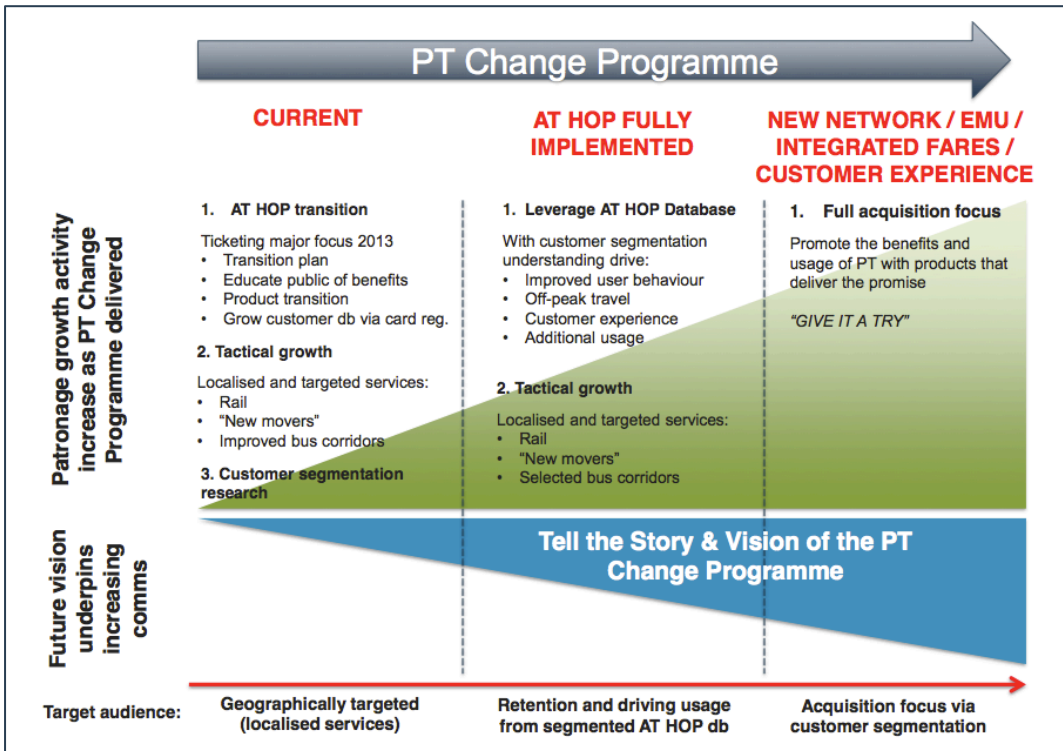 PT Change Programme
CURRENT
AT HOP FULLY
IMPLEMENTED
NEW NETWORK / EMU /
INTEGRATED FARES /
CUSTOMER EXPERIENCE
Patronage growth activity
increase as PT Change
Programme delivered
1. AT HOP transition
Ticketing major focus 2013
• Transition plan
• Educate public of benefits
• Product transition
• Grow customer db via card reg.
2. Tactical growth
Localised and targeted services:
• Rail
• “New movers”
• Improved bus corridors
3. Customer segmentation
research
1. Leverage AT HOP Database
With customer segmentation
understanding drive:
• Improved user behaviour
• Off-peak travel
• Customer experience
• Additional usage
2. Tactical growth
Localised and targeted services:
• Rail
• “New movers”
• Selected bus corridors
1. Full acquisition focus
Promote the benefits and
usage of PT with products that
deliver the promise
“GIVE IT A TRY”
Future vision
underpins
increasing
comms
Tell the Story & Vision of the PT
Change Programme
Target audience:
Geographically targeted
(localised services)
Retention and driving usage
from segmented AT HOP db
Acquisition focus via
customer segmentation